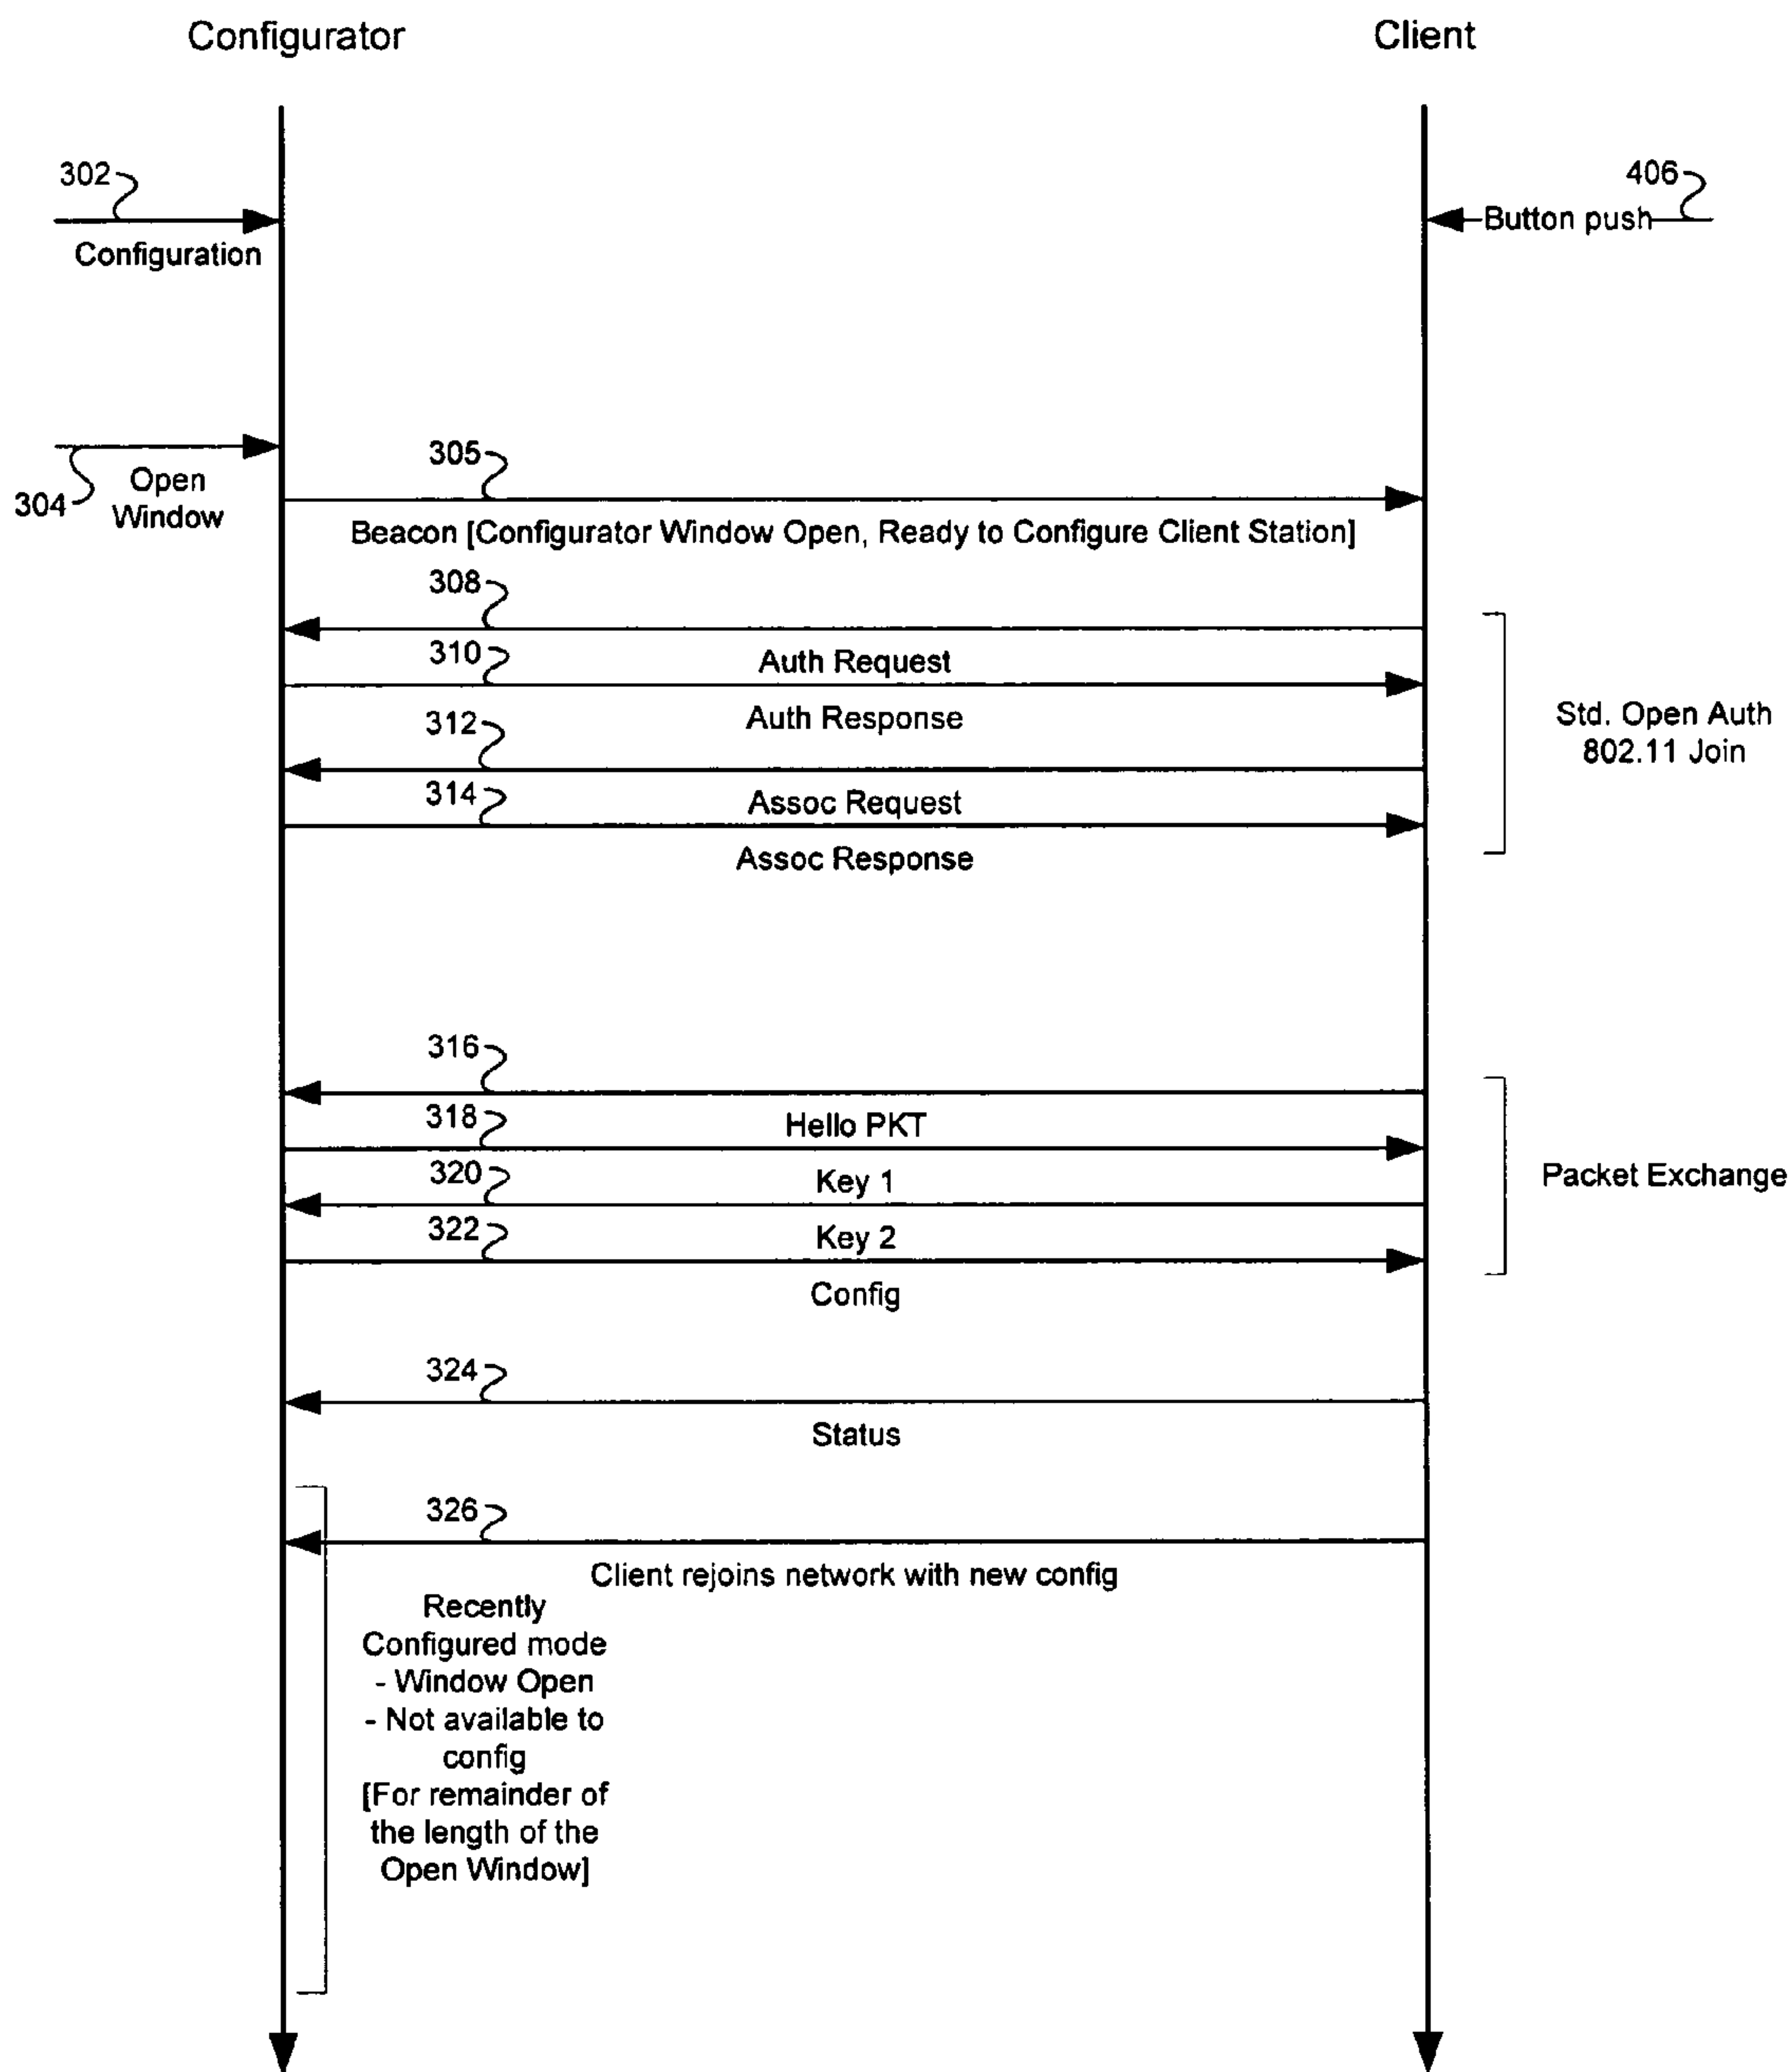 Configurator
Client
302
406
Button push
Configuration
304
Open
Window
305
Beacon [Configurator Window Open, Ready to Configure Client Station]
308
Auth Request
310
Auth Response
312
Assoc Request
314
Assoc Response
Std. Open Auth
802.11 Join
316
Hello PKT
318
Key 1
320
Key 2
322
Config
Packet Exchange
324
Status
326
Client rejoins network with new config
Recently
Configured mode
- Window Open
- Not available to
config
[For remainder of
the length of the
Open Window]